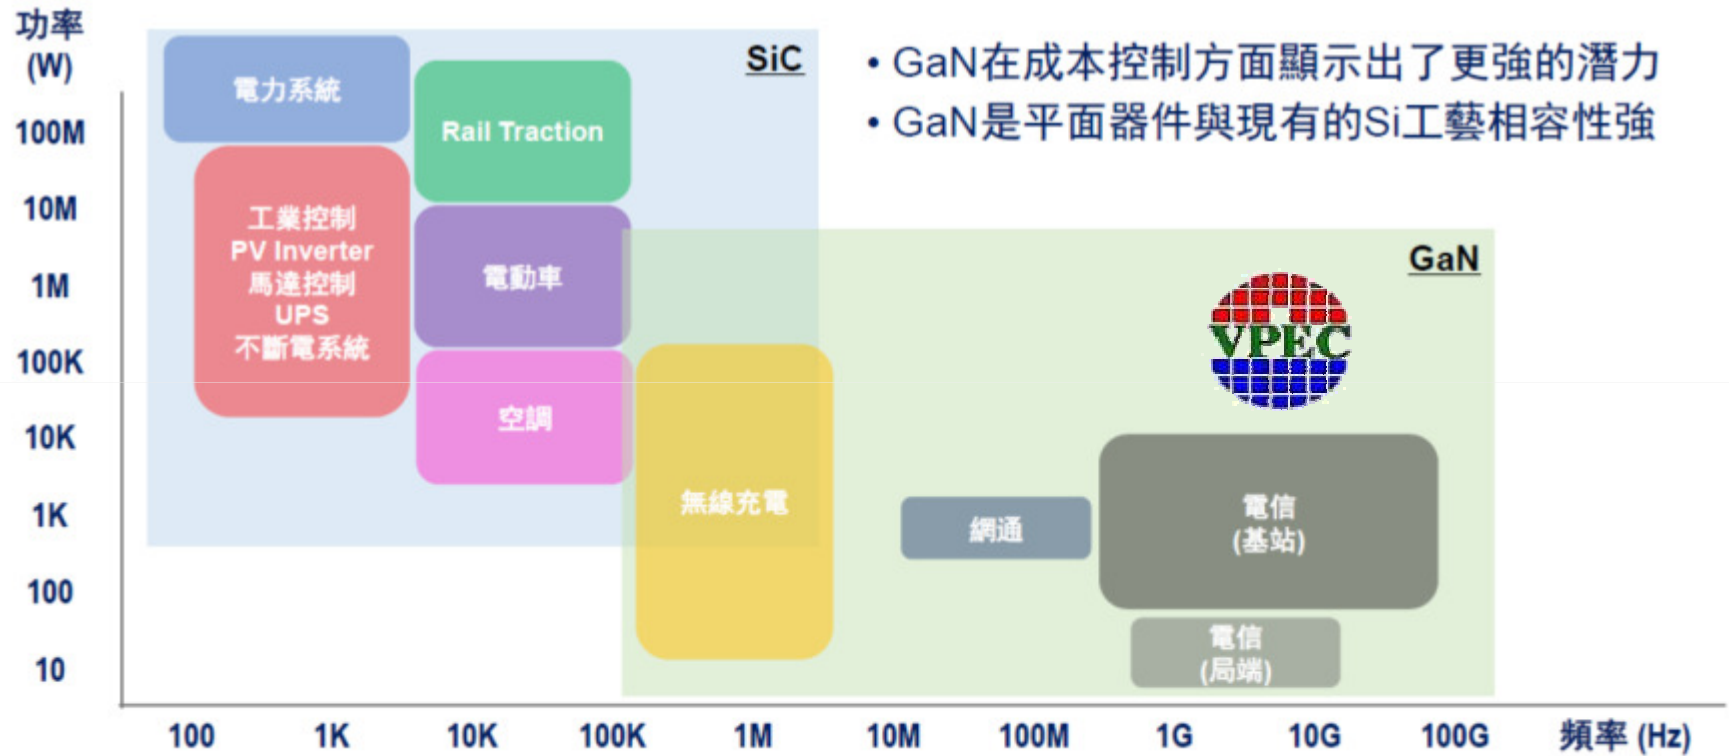 功率
(W)
100M
10M
1M
100K
10K
1K
100
10
SiC
電力系統
Rail Traction
工業控制
PV Inverter
馬達控制
UPS
不斷電系統
電動車
空調
• GaN在成本控制方面顯示出了更強的潛力
• GaN是平面器件與現有的Si工藝相容性強
GaN
VPEC
無線充電
網通
電信
(基站)
電信
(局端)
100 1K 10K 100K 1M 10M 100M 1G 10G 100G 頻率 (Hz)